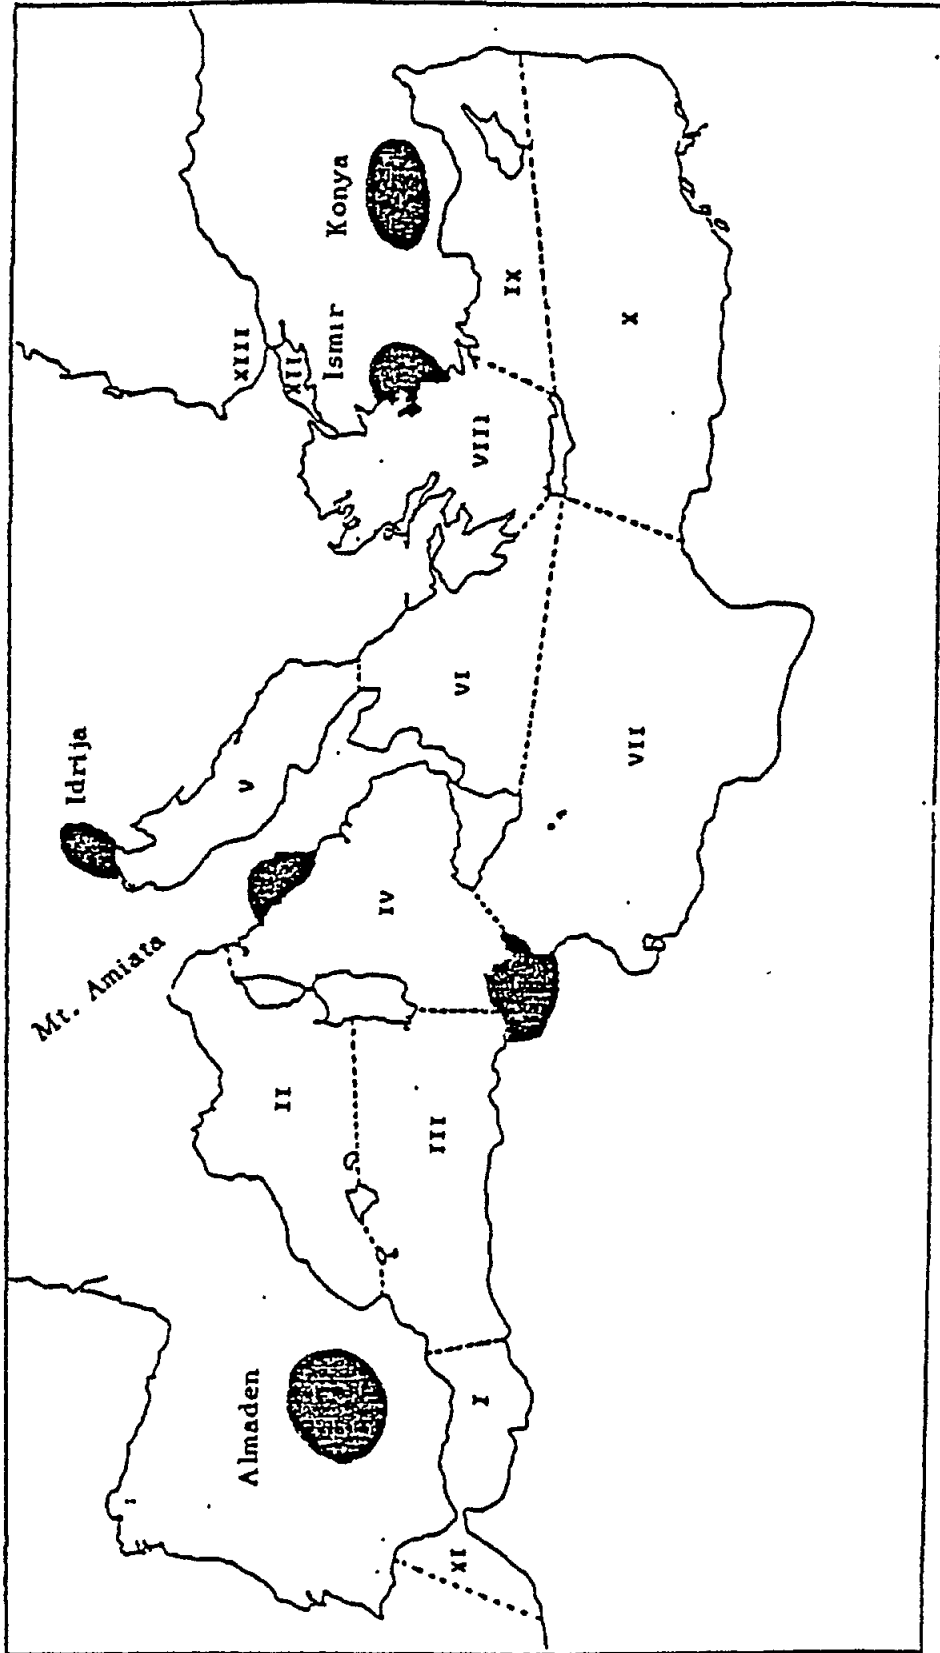 Almaden
Mt. Amiata
Idrija
Ismir
Konya
I
II
III
IV
V
VI
VII
VIII
IX
X
XI
XII
XIII